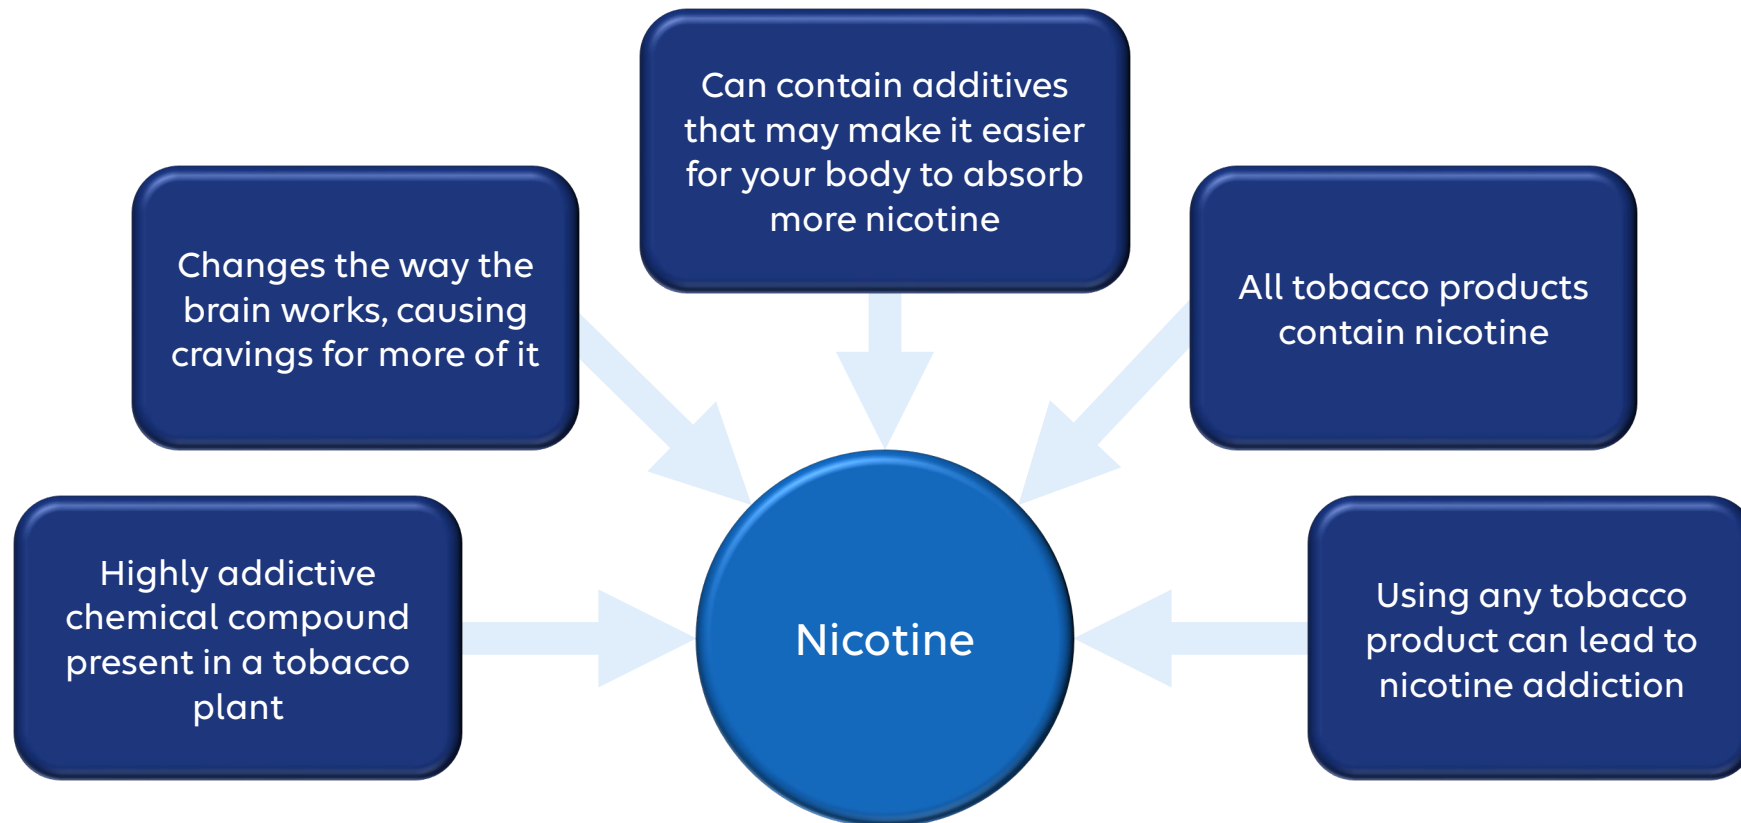 Can contain additives
that may make it easier
for your body to absorb
more nicotine
Changes the way the
brain works, causing
cravings for more of it
All tobacco products
contain nicotine
Highly addictive
chemical compound
present in a tobacco
plant
Nicotine
Using any tobacco
product can lead to
nicotine addiction